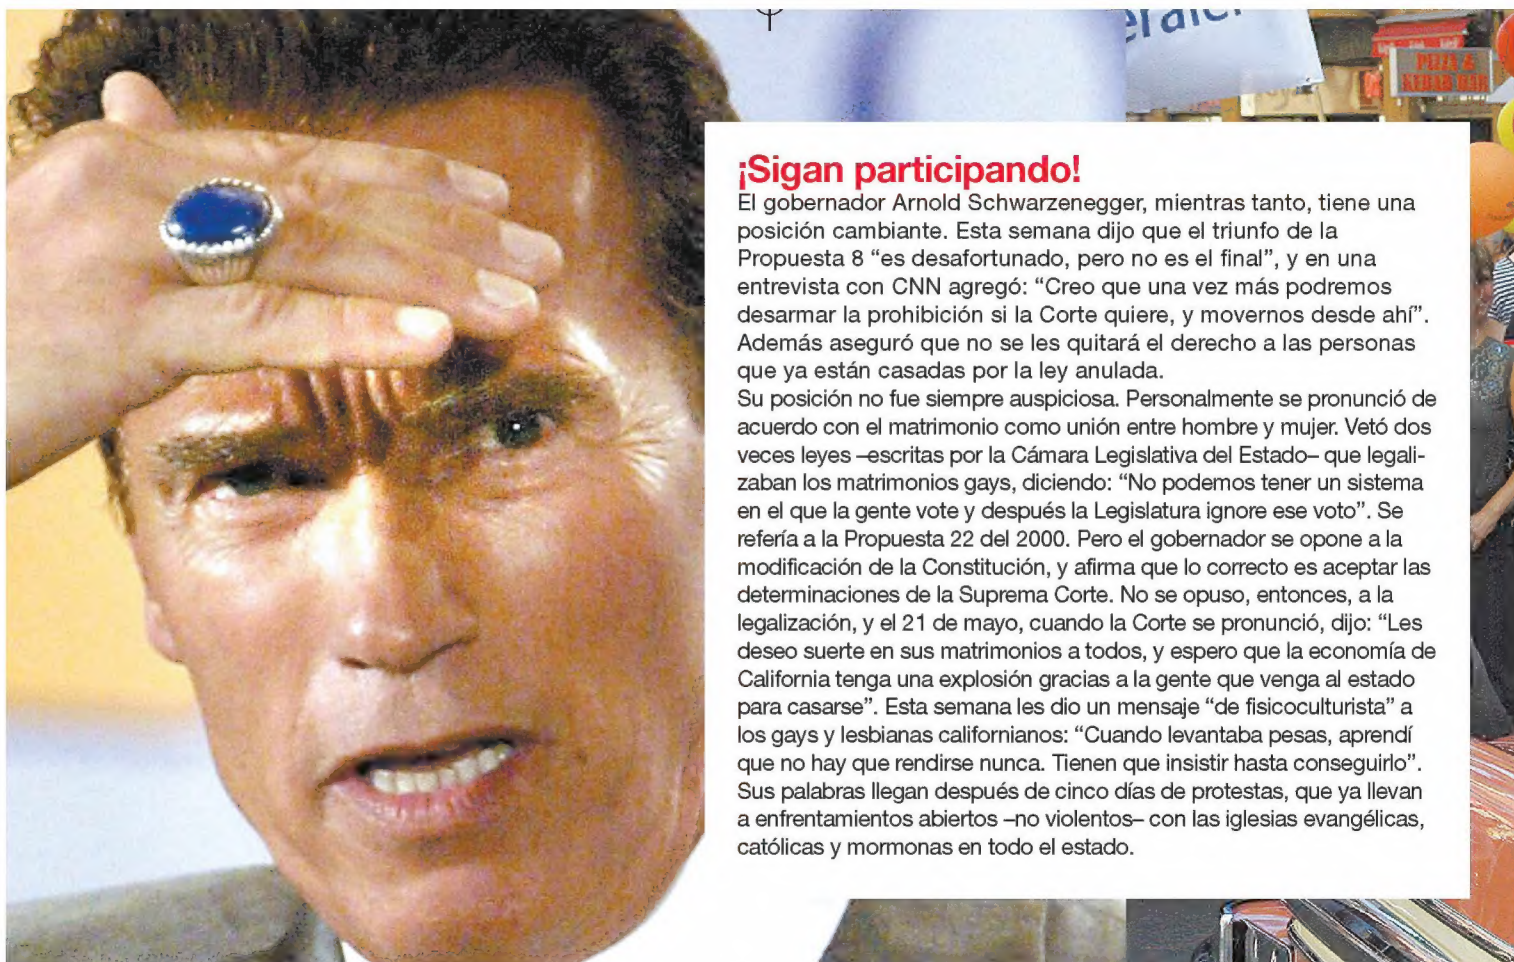 eralei
PIZZA &
KEBAB BAR
¡Sigan participando!
El gobernador Arnold Schwarzenegger, mientras tanto, tiene una
posición cambiante. Esta semana dijo que el triunfo de la
Propuesta 8 “es desafortunado, pero no es el final”, y en una
entrevista con CNN agregó: “Creo que una vez más podremos
desarmar la prohibición si la Corte quiere, y movernos desde ahí”.
Además aseguró que no se les quitará el derecho a las personas
que ya están casadas por la ley anulada.
Su posición no fue siempre auspiciosa. Personalmente se pronunció de
acuerdo con el matrimonio como unión entre hombre y mujer. Vetó dos
veces leyes –escritas por la Cámara Legislativa del Estado– que legali-
zaban los matrimonios gays, diciendo: “No podemos tener un sistema
en el que la gente vote y después la Legislatura ignore ese voto”. Se
refería a la Propuesta 22 del 2000. Pero el gobernador se opone a la
modificación de la Constitución, y afirma que lo correcto es aceptar las
determinaciones de la Suprema Corte. No se opuso, entonces, a la
legalización, y el 21 de mayo, cuando la Corte se pronunció, dijo: “Les
deseo suerte en sus matrimonios a todos, y espero que la economía de
California tenga una explosión gracias a la gente que venga al estado
para casarse”. Esta semana les dio un mensaje “de fisicoculturista” a
los gays y lesbianas californianos: “Cuando levantaba pesas, aprendí
que no hay que rendirse nunca. Tienen que insistir hasta conseguirlo”.
Sus palabras llegan después de cinco días de protestas, que ya llevan
a enfrentamientos abiertos –no violentos– con las iglesias evangélicas,
católicas y mormonas en todo el estado.